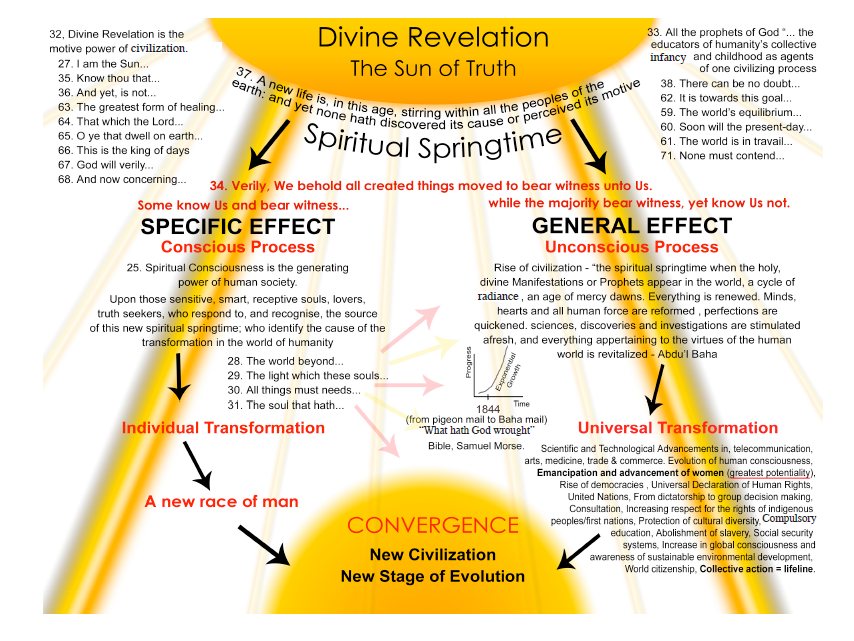 Divine Revelation
The Sun of Truth
32, Divine Revelation is the
motive power of civilization.
27. I am the Sun...
35. Know thou that...
36. And yet, is not...
63. The greatest form of healing...
64. That which the Lord...
65. O ye that dwell on earth...
66. This is the king of days
67. God will verily...
68. And now concerning...
33. All the prophets of God “... the
educators of humanity’s collective
infancy and childhood as agents
of one civilizing process
38. There can be no doubt...
62. It is towards this goal...
59. The world’s equilibrium...
60. Soon will the present-day...
61. The world is in travail...
71. None must contend...
37. A new life is, in this age, stirring within all the peoples of the
earth: and yet none hath discovered its cause or perceived its motive
Spiritual Springtime
34. Verily, We behold all created things moved to bear witness unto Us.
Some know Us and bear witness...
while the majority bear witness, yet know Us not.
SPECIFIC EFFECT
Conscious Process
25. Spiritual Consciousness is the generating
power of human society.
Upon those sensitive, smart, receptive souls, lovers,
truth seekers, who respond to, and recognise, the source
of this new spiritual springtime; who identify the cause of the
transformation in the world of humanity
28. The world beyond...
29. The light which these souls...
30. All things must needs...
31. The soul that hath...
Individual Transformation
A new race of man
GENERAL EFFECT
Unconscious Process
Rise of civilization - “the spiritual springtime when the holy,
divine Manifestations or Prophets appear in the world, a cycle of
radiance , an age of mercy dawns. Everything is renewed. Minds,
hearts and all human force are reformed , perfections are
quickened. sciences, discoveries and investigations are stimulated
afresh, and everything appertaining to the virtues of the human
world is revitalized - Abdu’l Baha
Progress
Exponential
Growth
Time
1844
(from pigeon mail to Baha mail)
“What hath God wrought”
Bible, Samuel Morse.
Universal Transformation
Scientific and Technological Advancements in, telecommunication,
arts, medicine, trade & commerce. Evolution of human consciousness,
Emancipation and advancement of women (greatest potentiality),
Rise of democracies , Universal Declaration of Human Rights,
United Nations, From dictatorship to group decision making,
Consultation, Increasing respect for the rights of indigenous
peoples/first nations, Protection of cultural diversity, Compulsory
education, Abolishment of slavery, Social security
systems, Increase in global consciousness and
awareness of sustainable environmental development,
World citizenship, Collective action = lifeline.
CONVERGENCE
New Civilization
New Stage of Evolution